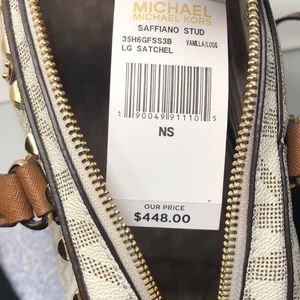 MICHAEL
MICHAEL KORS
SAFFIANO STUD
35H6GFSS3B VANILLA/LUGG
LG SATCHEL
1 90049 91110 5
NS
OUR PRICE
$448.00